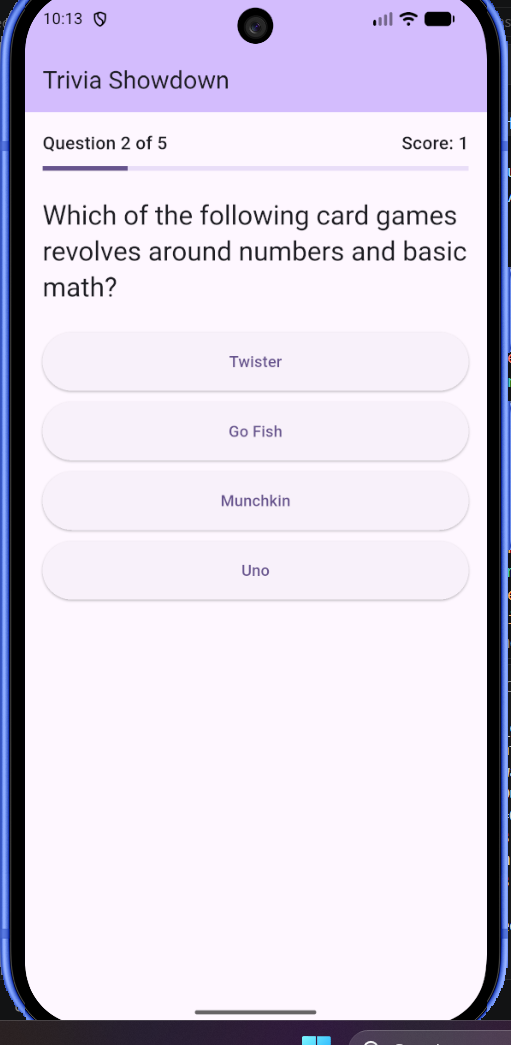 10:13
Trivia Showdown
Question 2 of 5 Score: 1
Which of the following card games
revolves around numbers and basic
math?
Twister
Go Fish
Munchkin
Uno